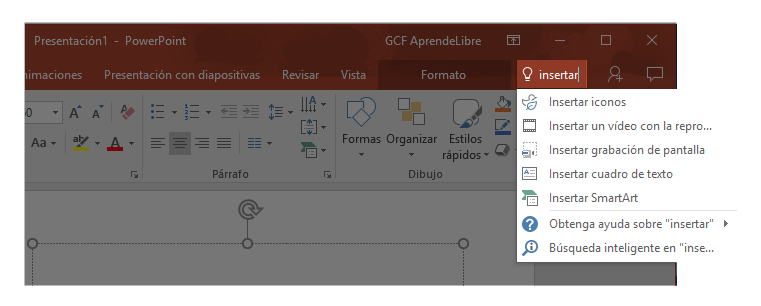 Presentación1 - PowerPoint GCF AprendeLibre
nimaciones Presentación con diapositivas Revisar Vista Formato insertar
Insertar iconos
Insertar un vídeo con la repro...
Insertar grabación de pantalla
Insertar cuadro de texto
Insertar SmartArt
Obtenga ayuda sobre "insertar"
Búsqueda inteligente en "inse...
0 A A
Aa ab A
A
Formas Organizar Estilos
rápidos
Párrafo Dibujo